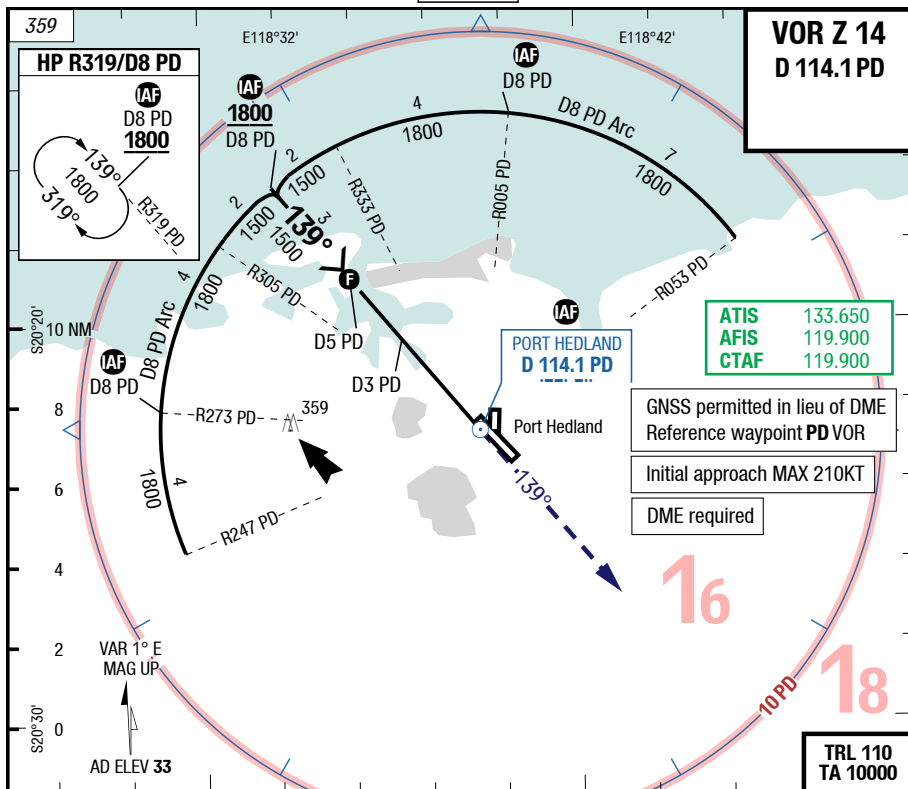 359
E118°32'
E118°42'
VOR Z 14
D 114.1 PD
HP R319/D8 PD
IAF
D8 PD
1800
139°
1800
319°
R319 PD
IAF
1800
D8 PD
IAF
D8 PD
4
1800
D8 PD Arc
7
1800
2
1500
2
1500
3
139°
1500
R333 PD
R005 PD
R053 PD
R305 PD
4
1800
D8 PD Arc
F
D5 PD
D3 PD
S20°20'
10 NM
IAF
D8 PD
IAF
PORT HEDLAND
D 114.1 PD
ATIS 133.650
AFIS 119.900
CTAF 119.900
R273 PD
359
Port Hedland
GNSS permitted in lieu of DME
Reference waypoint PD VOR
Initial approach MAX 210KT
DME required
8
6
4
2
0
4
1800
R247 PD
139°
16
18
10 PD
VAR 1° E
MAG UP
S20°30'
AD ELEV 33
TRL 110
TA 10000